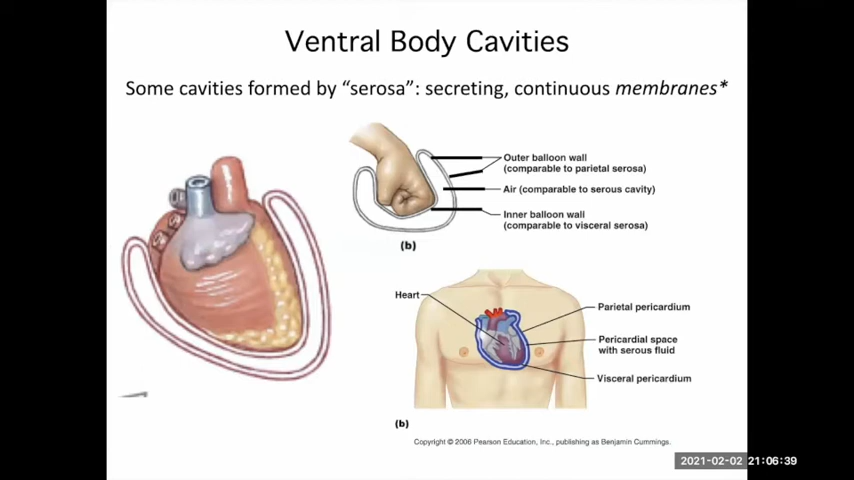 Ventral Body Cavities
Some cavities formed by “serosa”: secreting, continuous membranes*
Outer balloon wall
(comparable to parietal serosa)
Air (comparable to serous cavity)
Inner balloon wall
(comparable to visceral serosa)
(b)
Heart
Parietal pericardium
Pericardial space
with serous fluid
Visceral pericardium
(b)
Copyright © 2006 Pearson Education, Inc., publishing as Benjamin Cummings.
2021-02-02 21:06:39